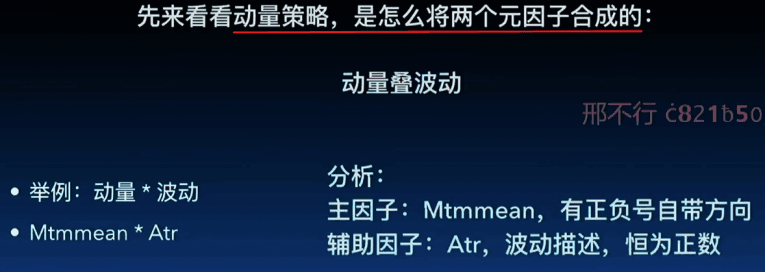 先来看看动量策略，是怎么将两个元因子合成的：
动量叠波动
邢不行 ċ821ƀ50
• 举例：动量 * 波动
• Mtmmean * Atr
分析：
主因子：Mtmmean，有正负号自带方向
辅助因子：Atr，波动描述，恒为正数